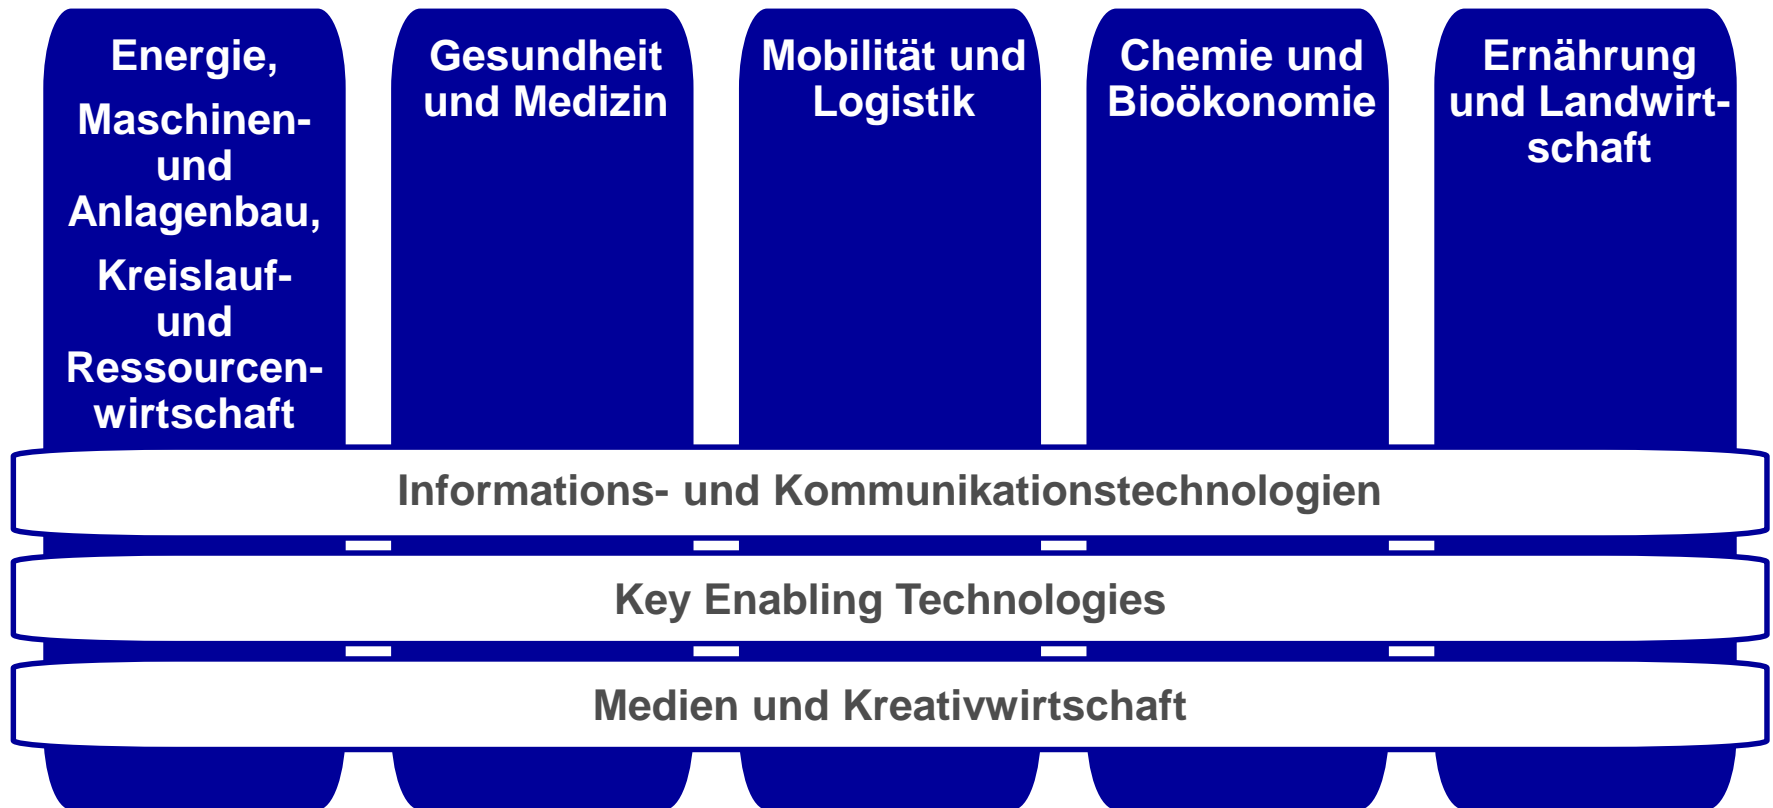 Energie,
Maschinen-
und
Anlagenbau,
Kreislauf-
und
Ressourcen-
wirtschaft
Gesundheit
und Medizin
Mobilität und
Logistik
Chemie und
Bioökonomie
Ernährung
und Landwirt-
schaft
Informations- und Kommunikationstechnologien
Key Enabling Technologies
Medien und Kreativwirtschaft